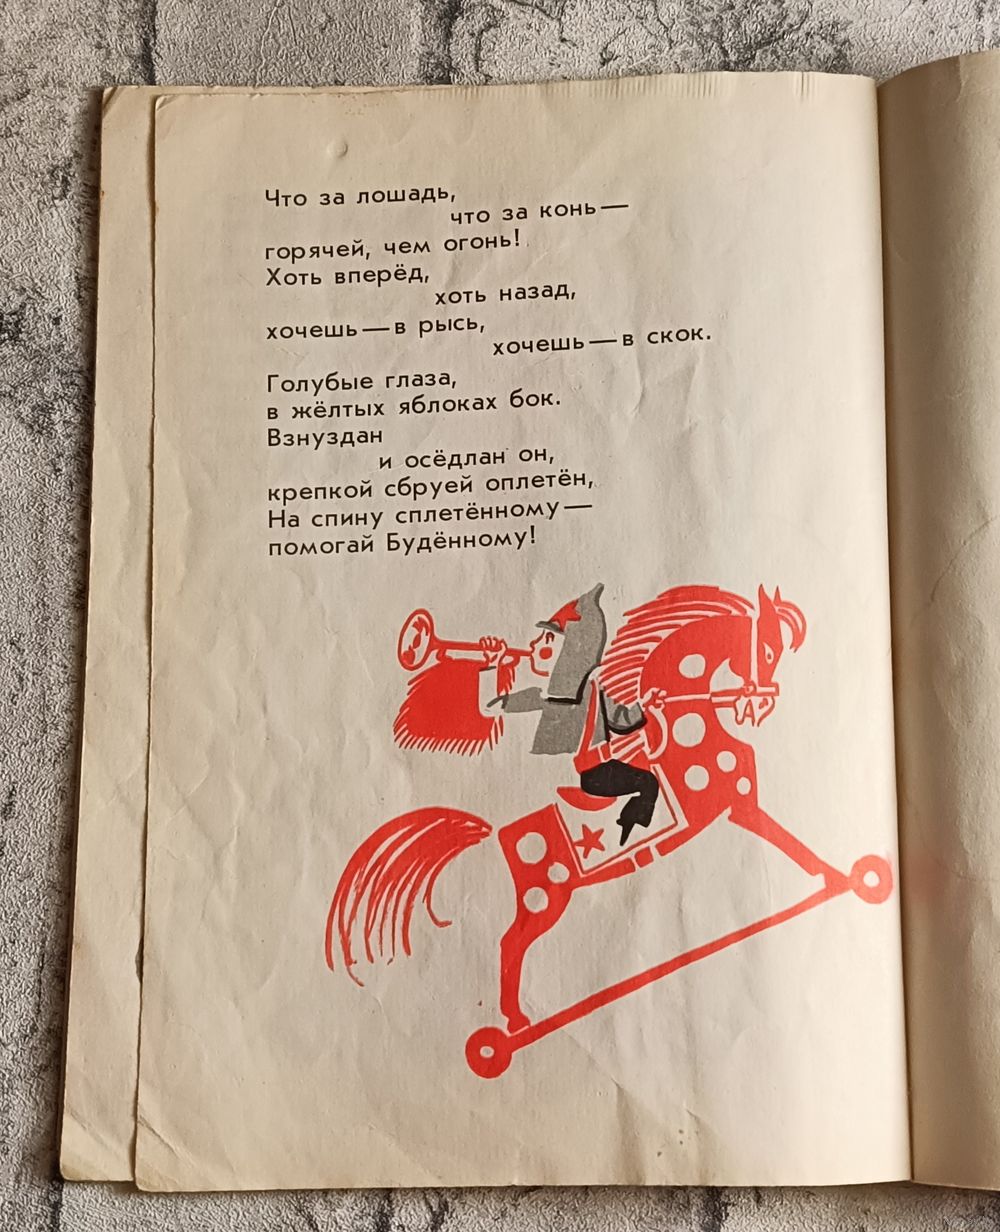 Что за лошадь,
что за конь—
горячей, чем огонь!
Хоть вперёд,
хоть назад,
хочешь—в рысь,
хочешь—в скок.
Голубые глаза,
в жёлтых яблоках бок.
Взнуздан
и осёдлан он,
крепкой сбруей оплетён,
На спину сплетённому—
помогай Будённому!